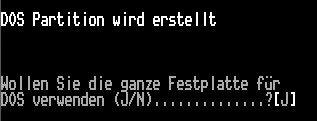 DOS Partition wird erstellt
Wollen Sie die ganze Festplatte für
DOS verwenden (J/N)..............?[J]